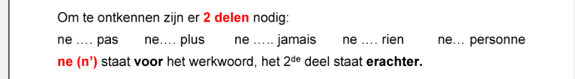 Om te ontkennen zijn er 2 delen nodig:
ne …. pas ne…. plus ne ….. jamais ne …. rien ne… personne
ne (n’) staat voor het werkwoord, het 2de deel staat erachter.